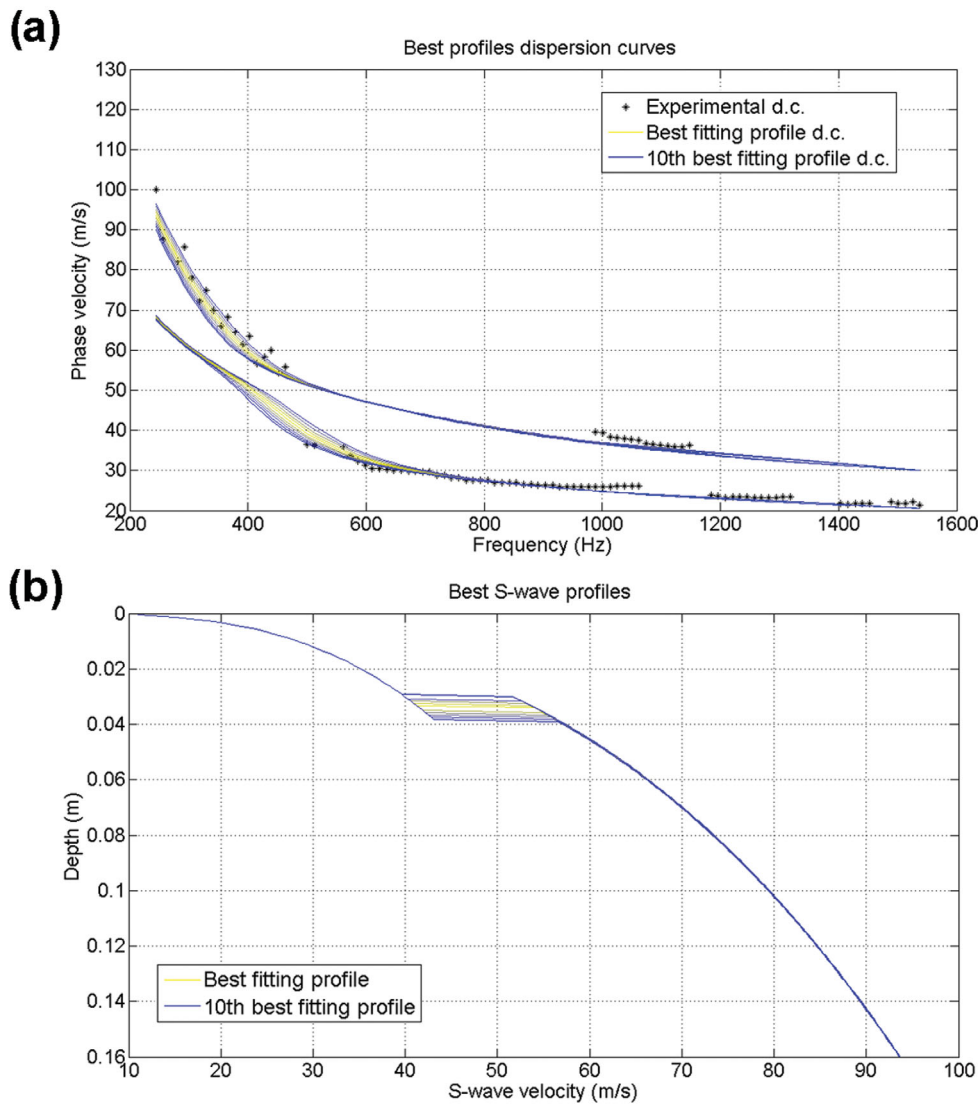 (a)
Best profiles dispersion curves
130
120
110
100
90
80
70
60
50
40
30
20
Phase velocity (m/s)
Experimental d.c.
Best fitting profile d.c.
10th best fitting profile d.c.
200 400 600 800 1000 1200 1400 1600
Frequency (Hz)
(b)
Best S-wave profiles
0
0.02
0.04
0.06
0.08
0.1
0.12
0.14
0.16
Depth (m)
Best fitting profile
10th best fitting profile
10 20 30 40 50 60 70 80 90 100
S-wave velocity (m/s)